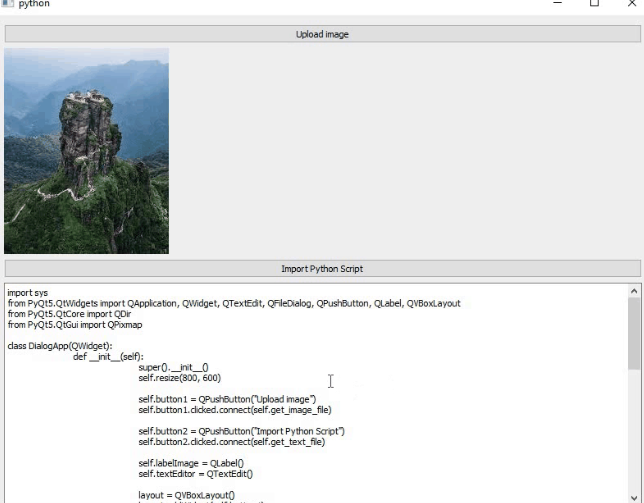 python
Upload image
Import Python Script
import sys
from PyQt5.QtWidgets import QApplication, QWidget, QTextEdit, QFileDialog, QPushButton, QLabel, QVBoxLayout
from PyQt5.QtCore import QDir
from PyQt5.QtGui import QPixmap
class DialogApp(QWidget):
def __init__(self):
super().__init__()
self.resize(800, 600)
self.button1 = QPushButton("Upload image")
self.button1.clicked.connect(self.get_image_file)
self.button2 = QPushButton("Import Python Script")
self.button2.clicked.connect(self.get_text_file)
self.labelImage = QLabel()
self.textEditor = QTextEdit()
layout = QVBoxLayout()